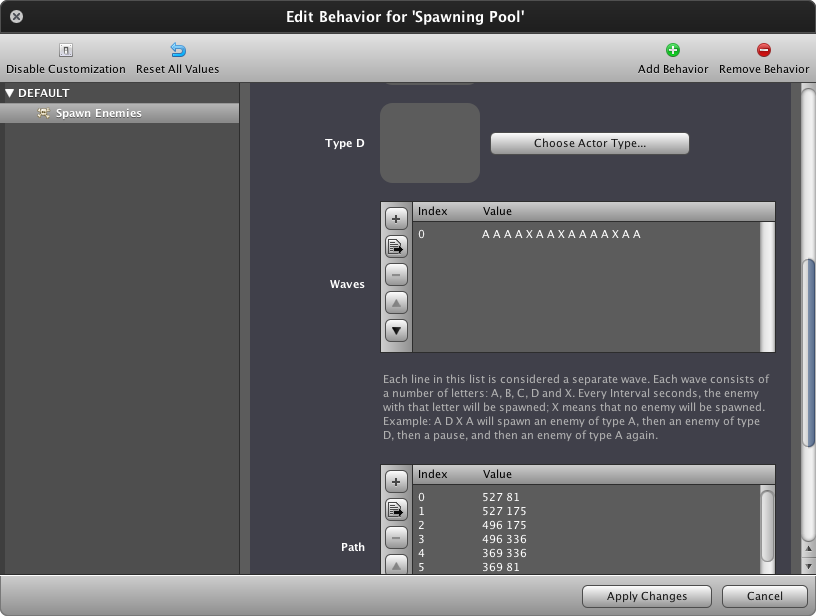 Edit Behavior for 'Spawning Pool'
Disable Customization Reset All Values Add Behavior Remove Behavior
DEFAULT
Spawn Enemies
Type D Choose Actor Type...
Index Value
0 A A A A X A A X A A A A X A A
Waves
Each line in this list is considered a separate wave. Each wave consists of
a number of letters: A, B, C, D and X. Every Interval seconds, the enemy
with that letter will be spawned; X means that no enemy will be spawned.
Example: A D X A will spawn an enemy of type A, then an enemy of type
D, then a pause, and then an enemy of type A again.
Index Value
0 527 81
1 527 175
2 496 175
3 496 336
Path
4 369 336
5 369 81
Apply Changes Cancel